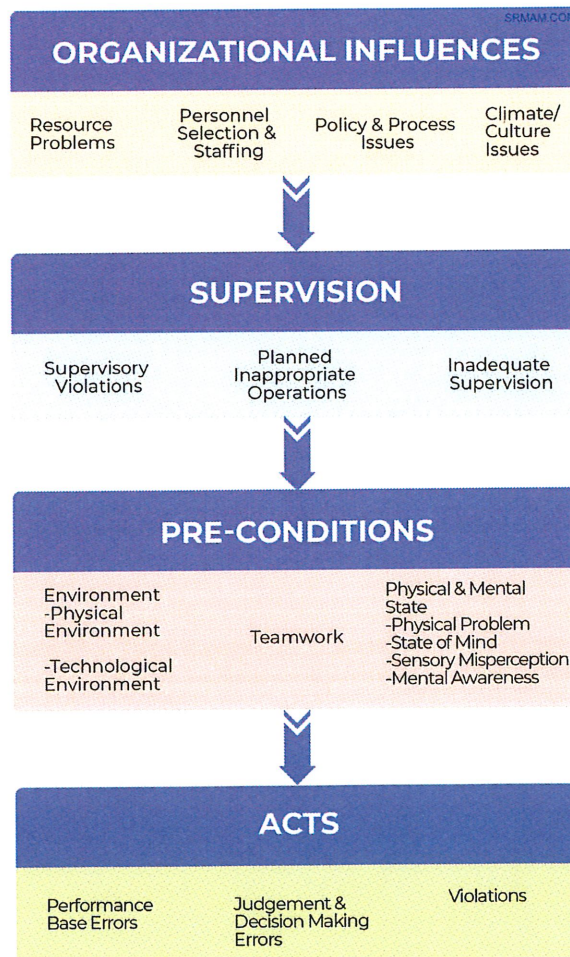 SRMAM.COM
ORGANIZATIONAL INFLUENCES
Resource
Problems
Personnel
Selection &
Staffing
Policy & Process
Issues
Climate/
Culture
Issues
SUPERVISION
Supervisory
Violations
Planned
Inappropriate
Operations
Inadequate
Supervision
PRE-CONDITIONS
Environment
-Physical
Environment
-Technological
Environment
Teamwork
Physical & Mental
State
-Physical Problem
-State of Mind
-Sensory Misperception
-Mental Awareness
ACTS
Performance
Base Errors
Judgement &
Decision Making
Errors
Violations